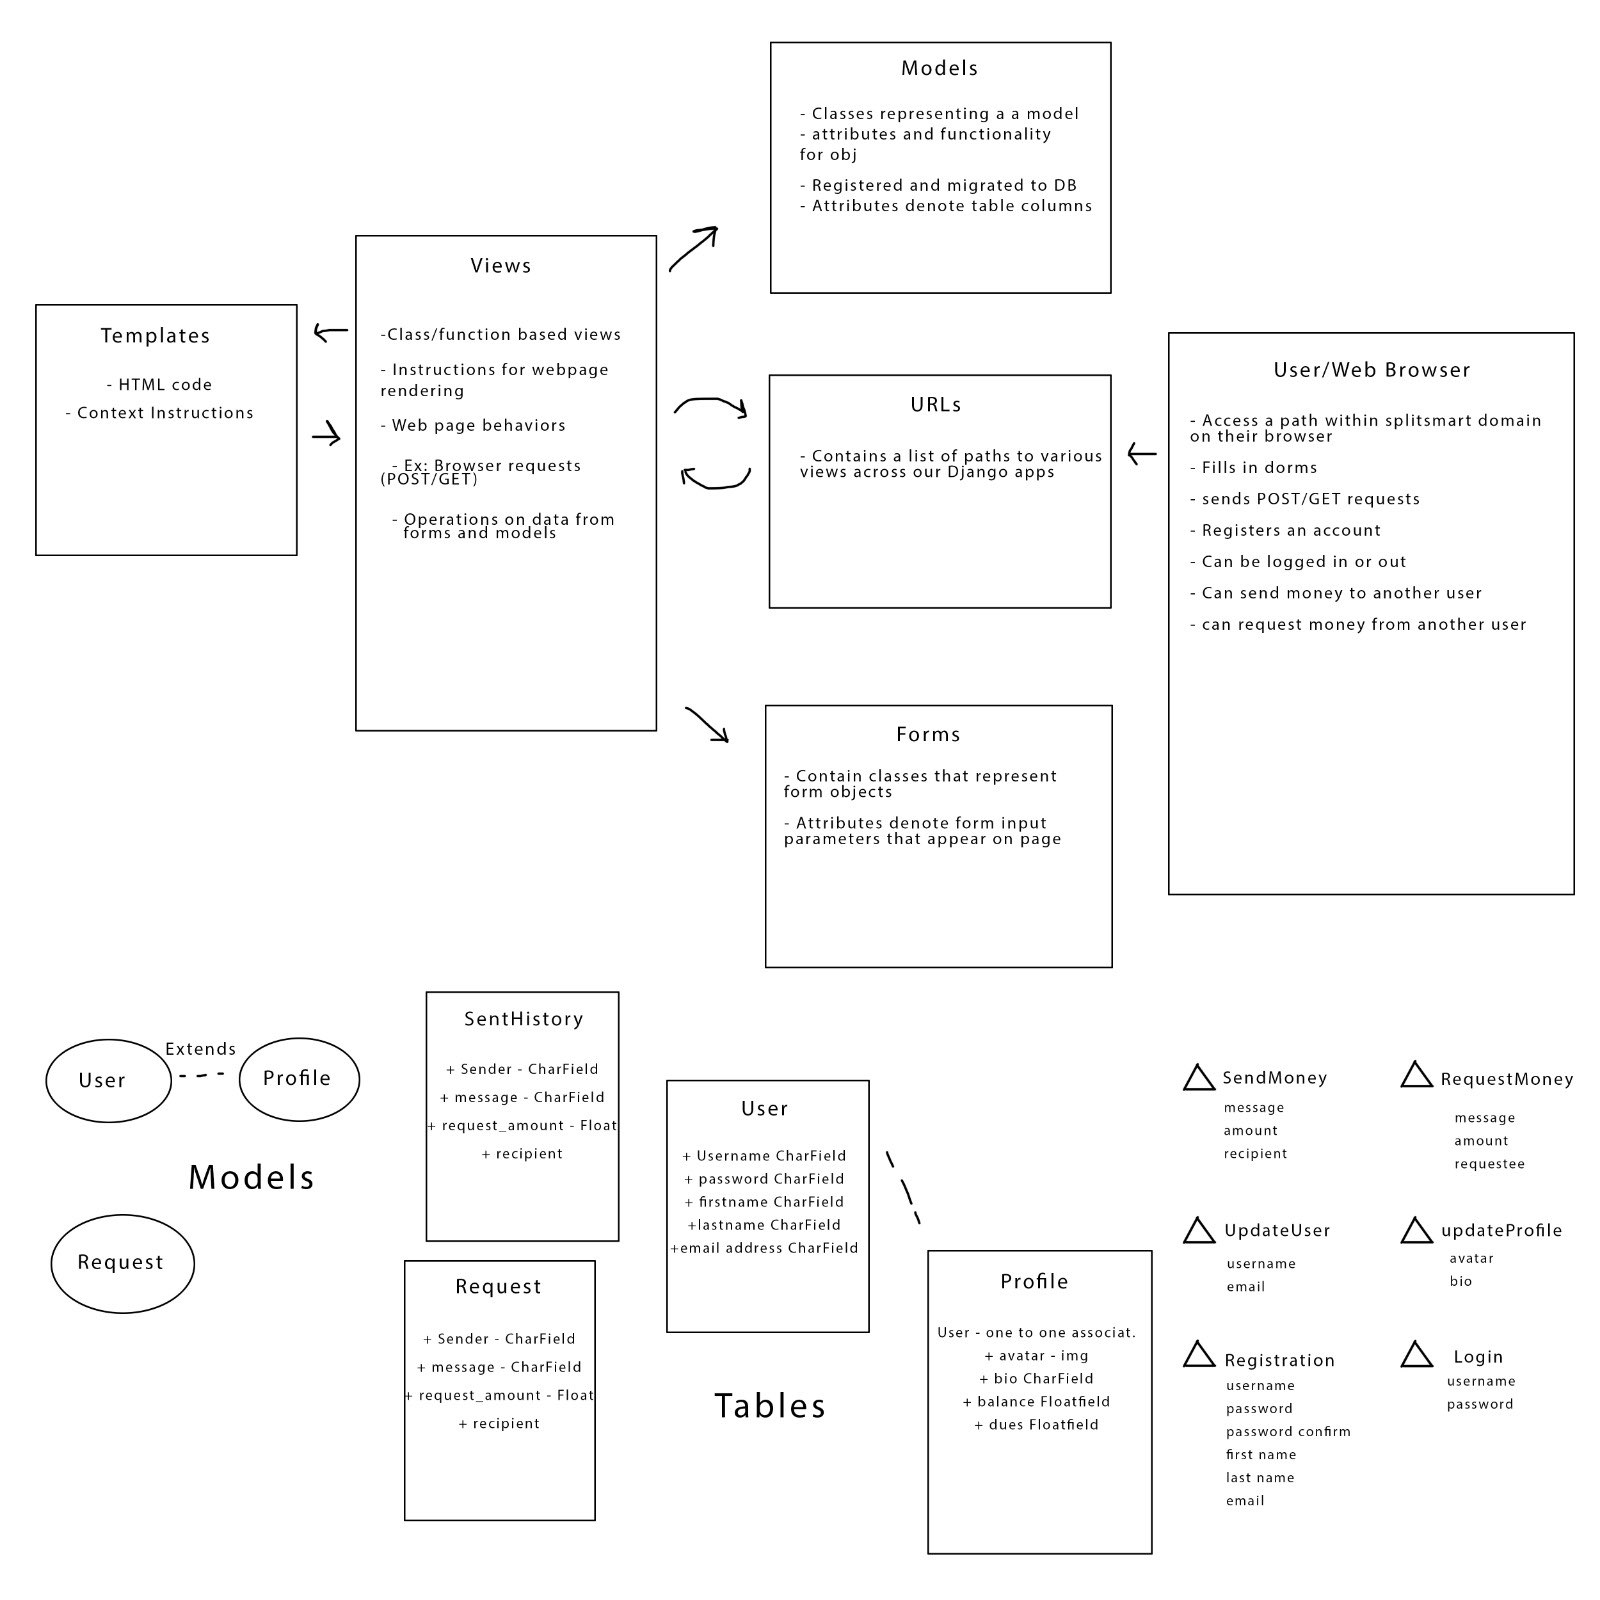 Models
- Classes representing a a model
- attributes and functionality
for obj
- Registered and migrated to DB
- Attributes denote table columns
Views
-Class/function based views
- Instructions for webpage
rendering
- Web page behaviors
- Ex: Browser requests
(POST/GET)
- Operations on data from
forms and models
Templates
- HTML code
- Context Instructions
URLs
- Contains a list of paths to various
views across our Django apps
User/Web Browser
- Access a path within splitsmart domain
on their browser
- Fills in dorms
- sends POST/GET requests
- Registers an account
- Can be logged in or out
- Can send money to another user
- can request money from another user
Forms
- Contain classes that represent
form objects
- Attributes denote form input
parameters that appear on page
User
Extends
Profile
Models
Request
SentHistory
+ Sender - CharField
+ message - CharField
+ request_amount - Float
+ recipient
Request
+ Sender - CharField
+ message - CharField
+ request_amount - Float
+ recipient
User
+ Username CharField
+ password CharField
+ firstname CharField
+lastname CharField
+email address CharField
Tables
Profile
User - one to one associat.
+ avatar - img
+ bio CharField
+ balance Floatfield
+ dues Floatfield
SendMoney
message
amount
recipient
RequestMoney
message
amount
requestee
UpdateUser
username
email
updateProfile
avatar
bio
Registration
username
password
password confirm
first name
last name
email
Login
username
password